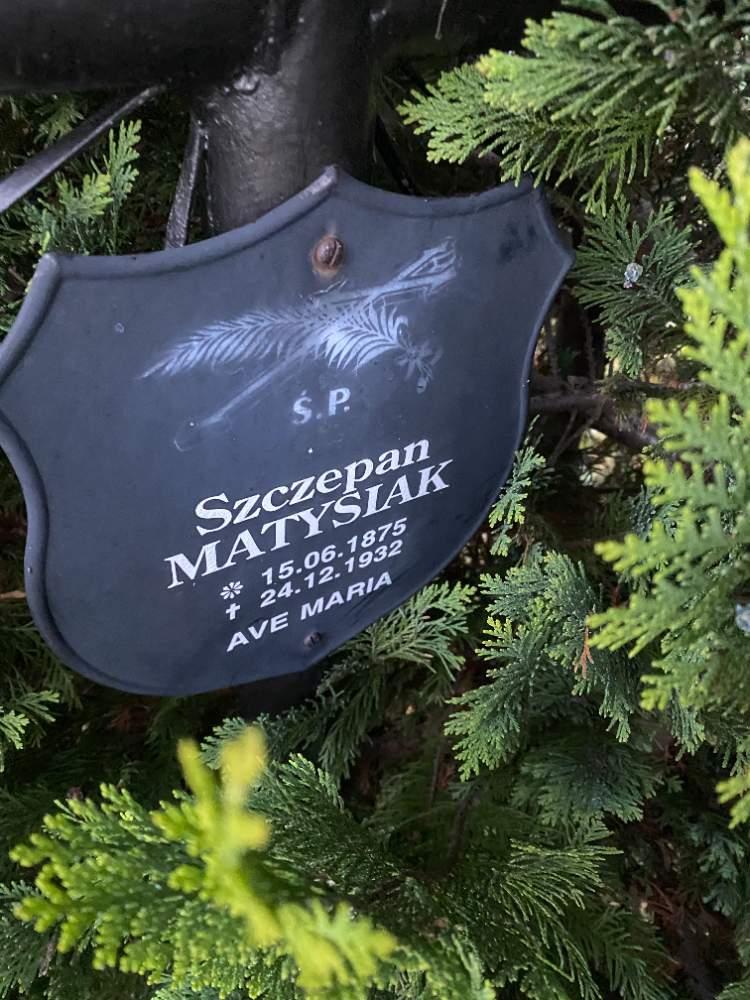 Ś.P.
Szczepan
MATYSIAK
* 15.06.1875
✝ 24.12.1932
AVE MARIA